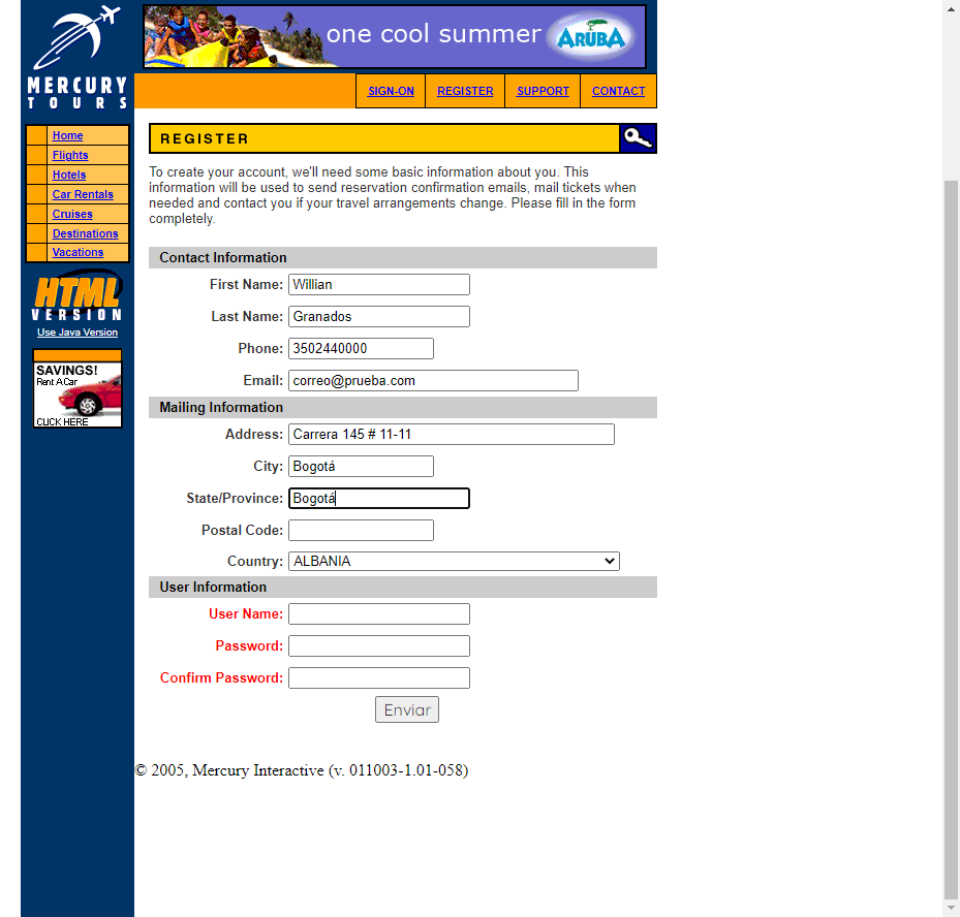 one cool summer ARUBA
MERCURY
TOURS
SIGN-ON REGISTER SUPPORT CONTACT
Home
Flights
Hotels
Car Rentals
Cruises
Destinations
Vacations
HTML
VERSION
Use Java Version
SAVINGS!
Rent A Car
CLICK HERE
REGISTER
To create your account, we'll need some basic information about you. This
information will be used to send reservation confirmation emails, mail tickets when
needed and contact you if your travel arrangements change. Please fill in the form
completely.
Contact Information
First Name: Willian
Last Name: Granados
Phone: 3502440000
Email: correo@prueba.com
Mailing Information
Address: Carrera 145 # 11-11
City: Bogotá
State/Province: Bogotá
Postal Code:
Country: ALBANIA
User Information
User Name:
Password:
Confirm Password:
Enviar
© 2005, Mercury Interactive (v. 011003-1.01-058)